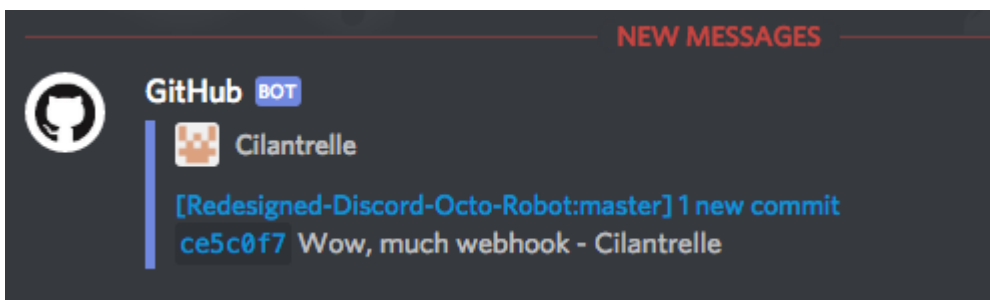 NEW MESSAGES
GitHub BOT
Cilantrelle
[Redesigned-Discord-Octo-Robot:master] 1 new commit
ce5c0f7 Wow, much webhook - Cilantrelle